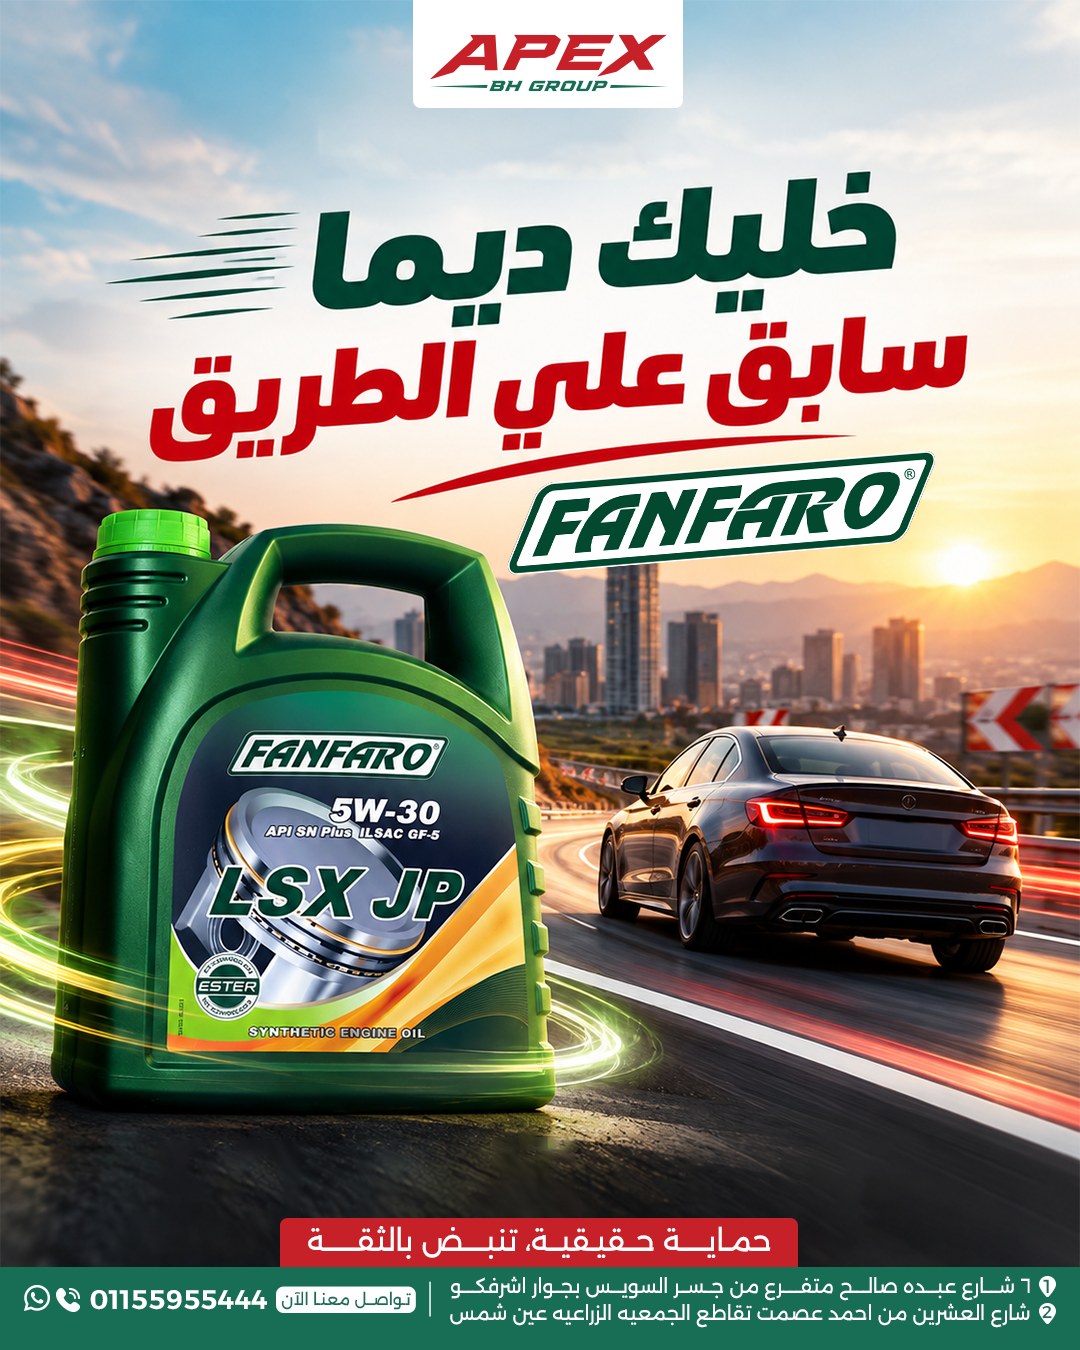 APEX
BH GROUP
خليك ديما
سابق علي الطريق
FANFARO®
FANFARO®
5W-30
API SN Plus ILSAC GF-5
LSX JP
ESTER
SYNTHETIC ENGINE OIL
حماية حقيقية، تنبض بالثقة
1 ٦ شارع عبده صالح متفرع من جسر السويس بجوار اشرفكو
2 شارع العشرين من احمد عصمت تقاطع الجمعيه الزراعيه عين شمس
تواصل معنا الآن 01155955444